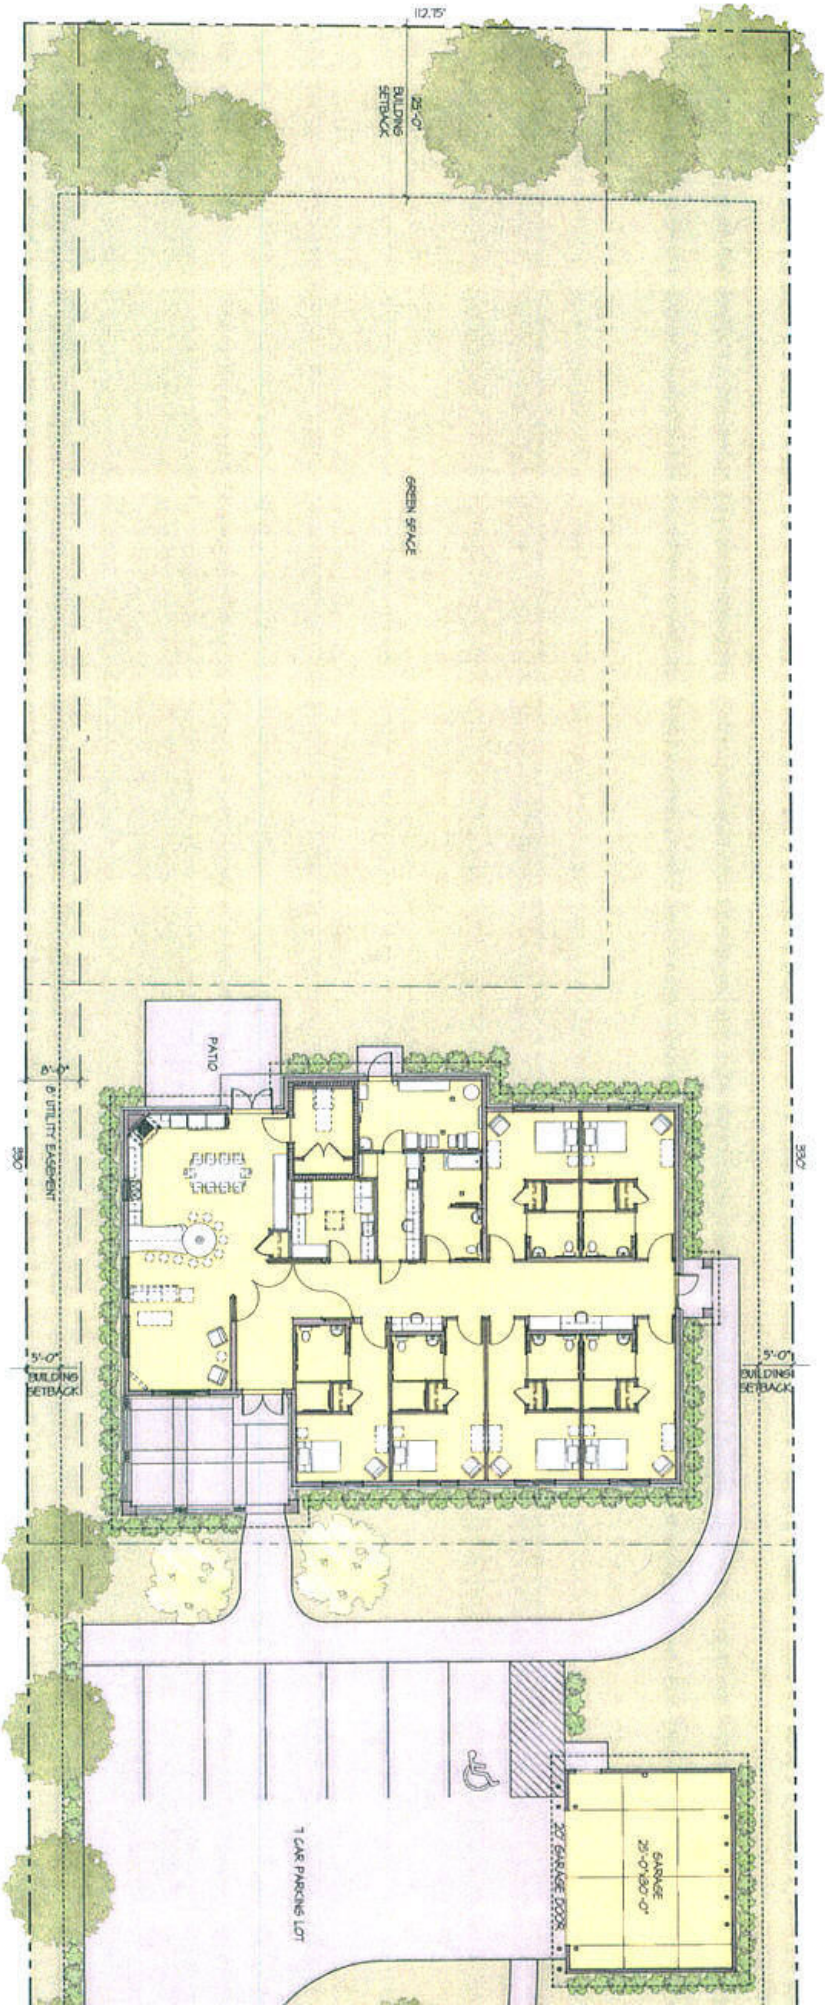 112.75'
25'-0"
BUILDING
SETBACK
GREEN SPACE
PATIO
8'-0"
8' UTILITY EASEMENT
330'
330'
5'-0"
BUILDING
SETBACK
5'-0"
BUILDING
SETBACK
7 CAR PARKING LOT
20' GARAGE DOOR
GARAGE
25'-0"x30'-0"